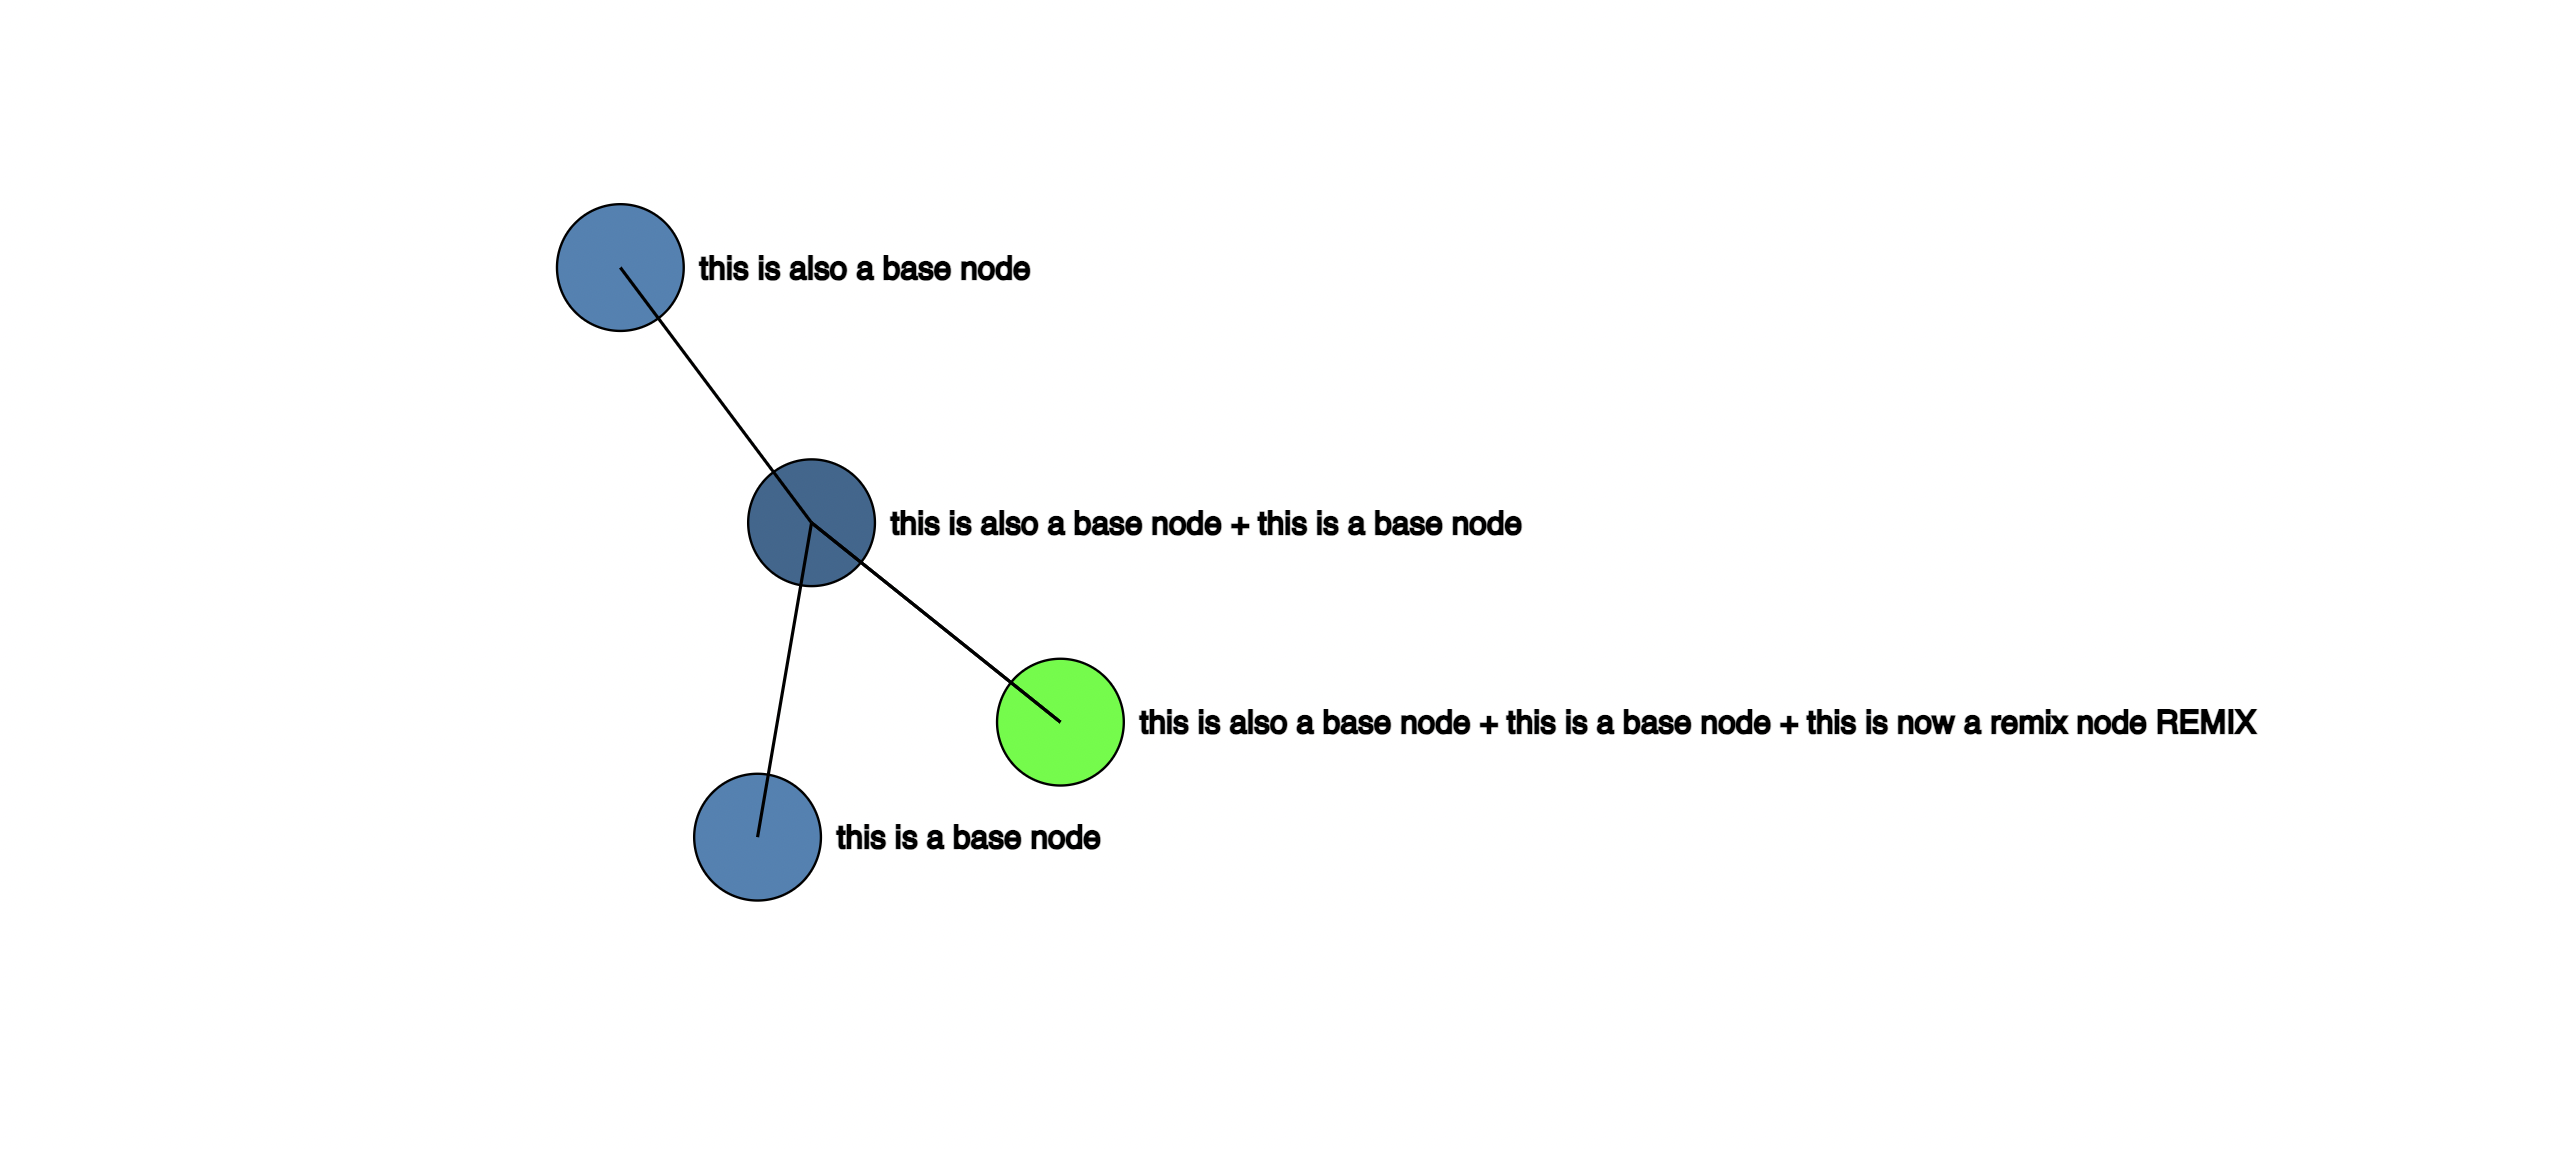 this is also a base node
this is also a base node + this is a base node
this is also a base node + this is a base node + this is now a remix node REMIX
this is a base node